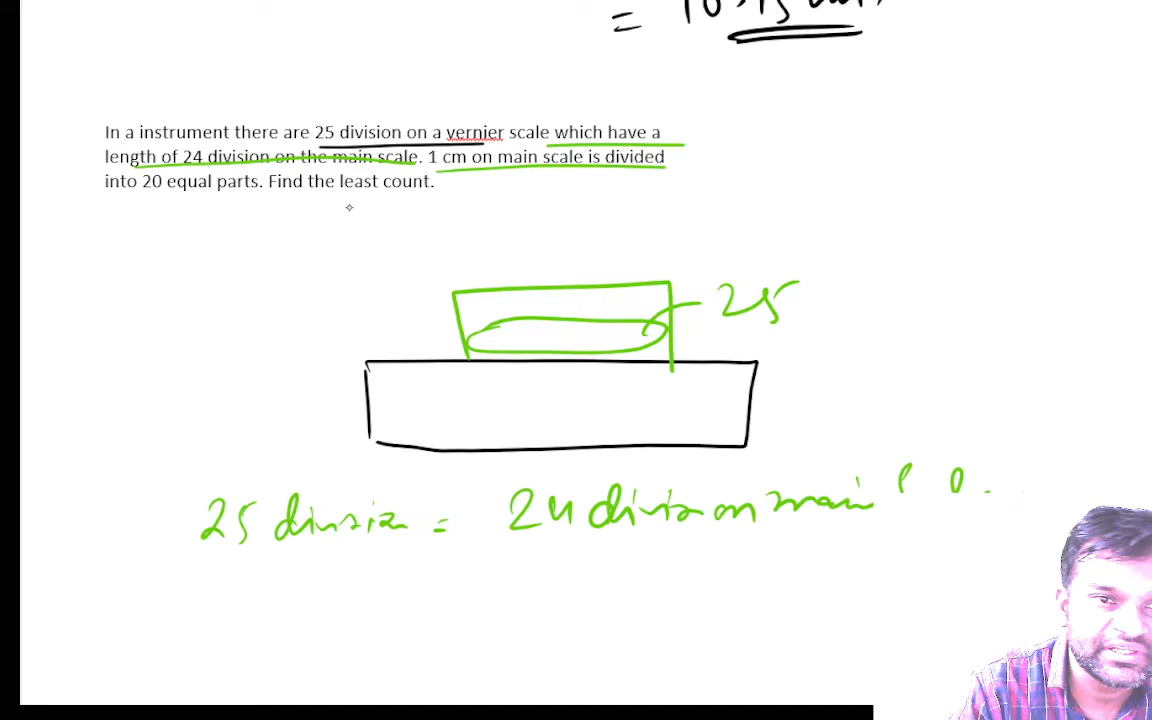 In a instrument there are 25 division on a vernier scale which have a
length of 24 division on the main scale. 1 cm on main scale is divided
into 20 equal parts. Find the least count.
25
25 division = 24 division on main